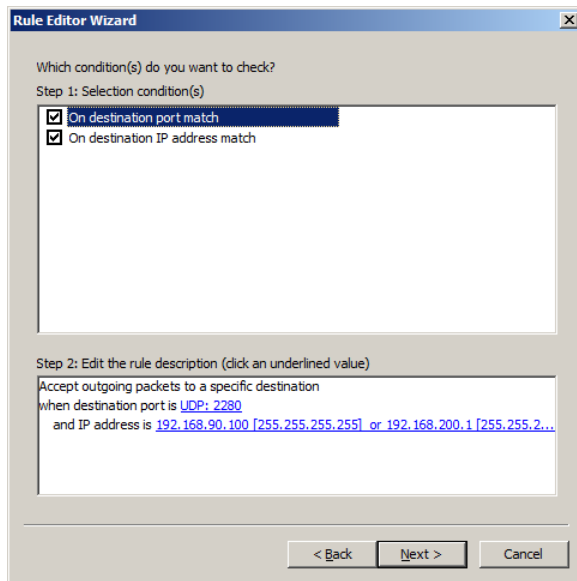 Rule Editor Wizard
Which condition(s) do you want to check?
Step 1: Selection condition(s)
On destination port match
On destination IP address match
Step 2: Edit the rule description (click an underlined value)
Accept outgoing packets to a specific destination
when destination port is UDP: 2280
and IP address is 192.168.90.100 [255.255.255.255] or 192.168.200.1 [255.255.2...
< Back Next > Cancel